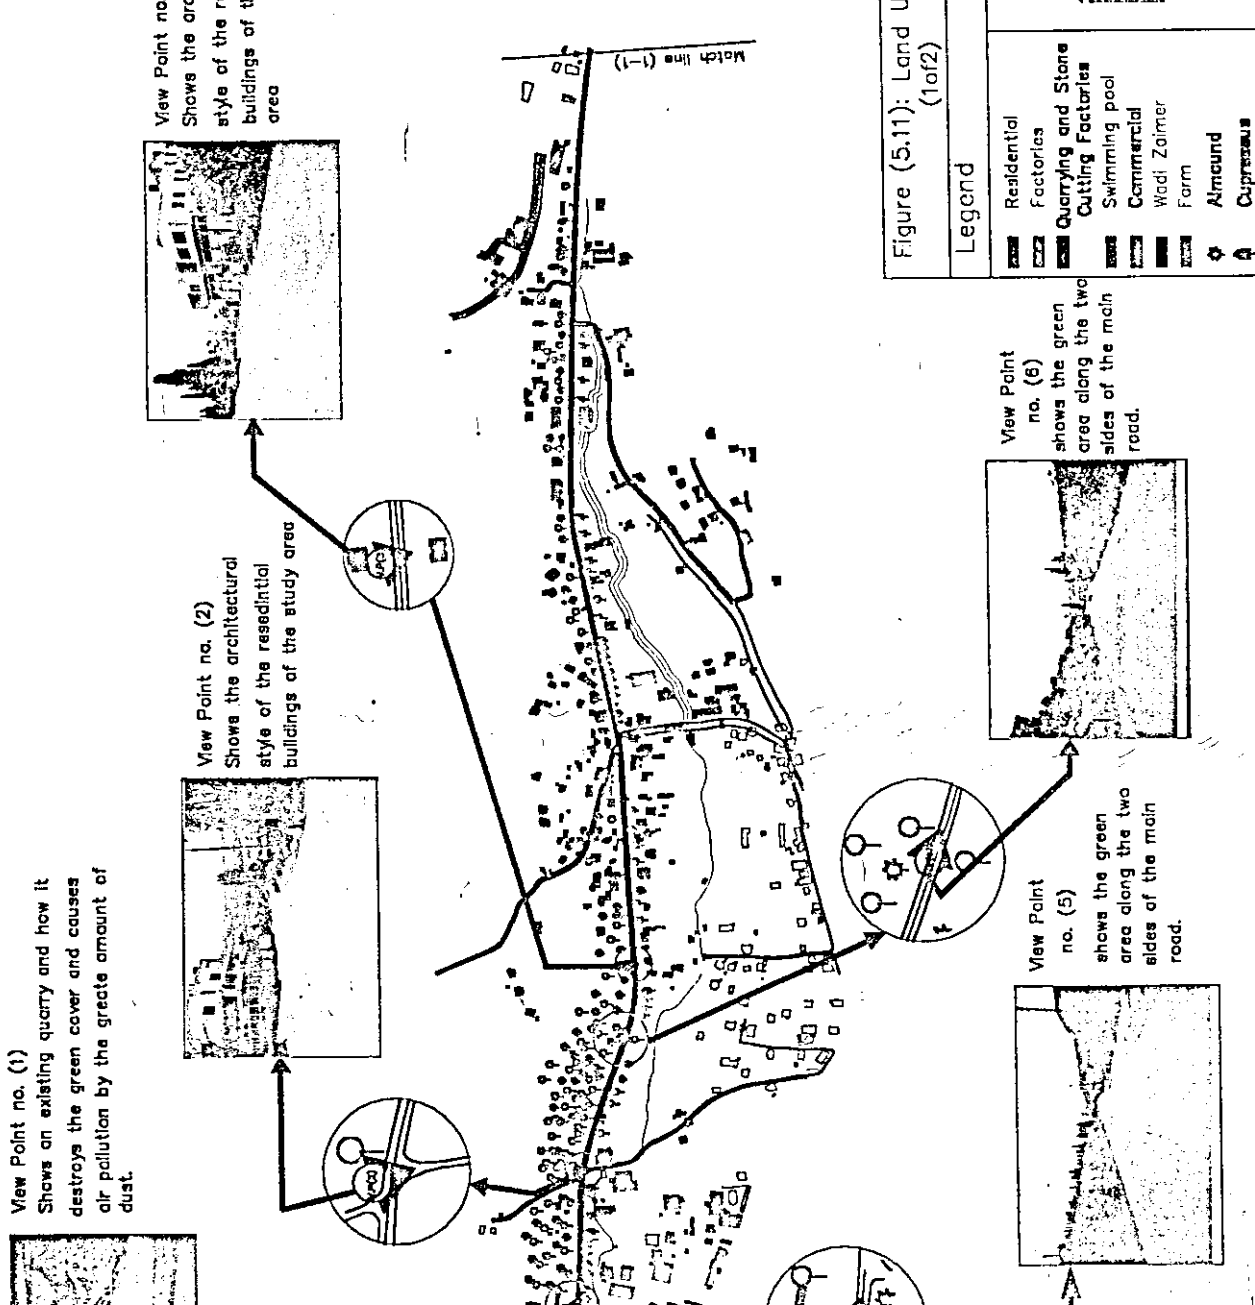 View Point no. (1)
Shows an existing quarry and how it
destroys the green cover and causes
air pollution by the greate amount of
dust.
View Point no. (2)
Shows the architectural
style of the resedintial
buildings of the study area
View Point no.
Shows the
style of the
buildings of
area
Match line (1-1)
View Point
no. (5)
shows the green
area along the two
sides of the main
road.
View Point
no. (6)
shows the green
area along the two
sides of the main
road.
Figure (5.11): Land U
(1of2)
Legend
Residential
Factories
Quarrying and Stone
Cutting Factories
Swimming pool
Commercial
Wadi Zaimer
Farm
Almound
Cupressus